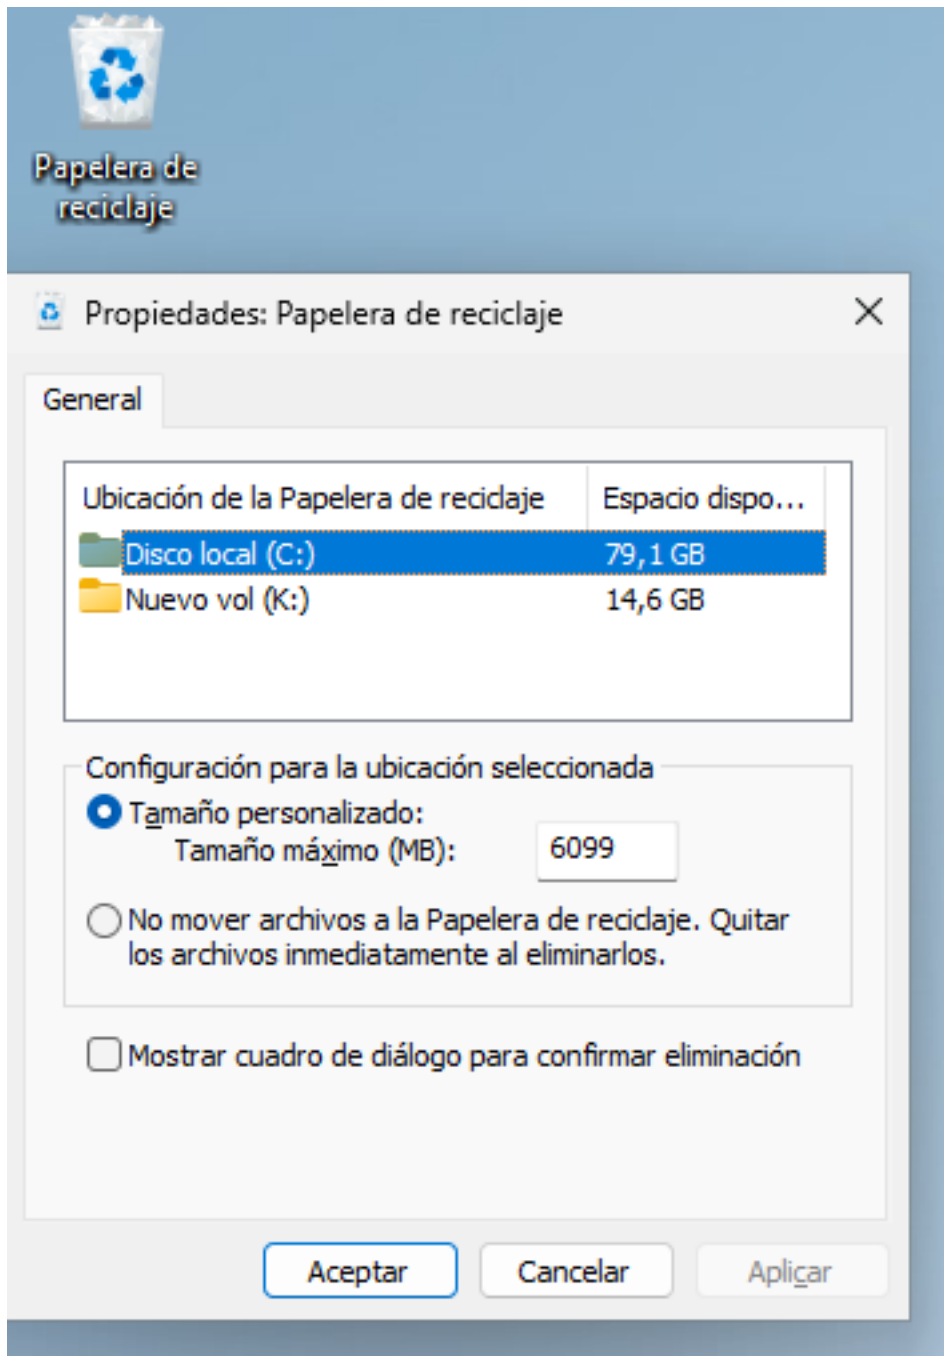 Papelera de
reciclaje
Propiedades: Papelera de reciclaje
General
Ubicación de la Papelera de reciclaje Espacio dispo...
Disco local (C:) 79,1 GB
Nuevo vol (K:) 14,6 GB
Configuración para la ubicación seleccionada
Tamaño personalizado:
Tamaño máximo (MB): 6099
No mover archivos a la Papelera de reciclaje. Quitar
los archivos inmediatamente al eliminarlos.
Mostrar cuadro de diálogo para confirmar eliminación
Aceptar Cancelar Aplicar